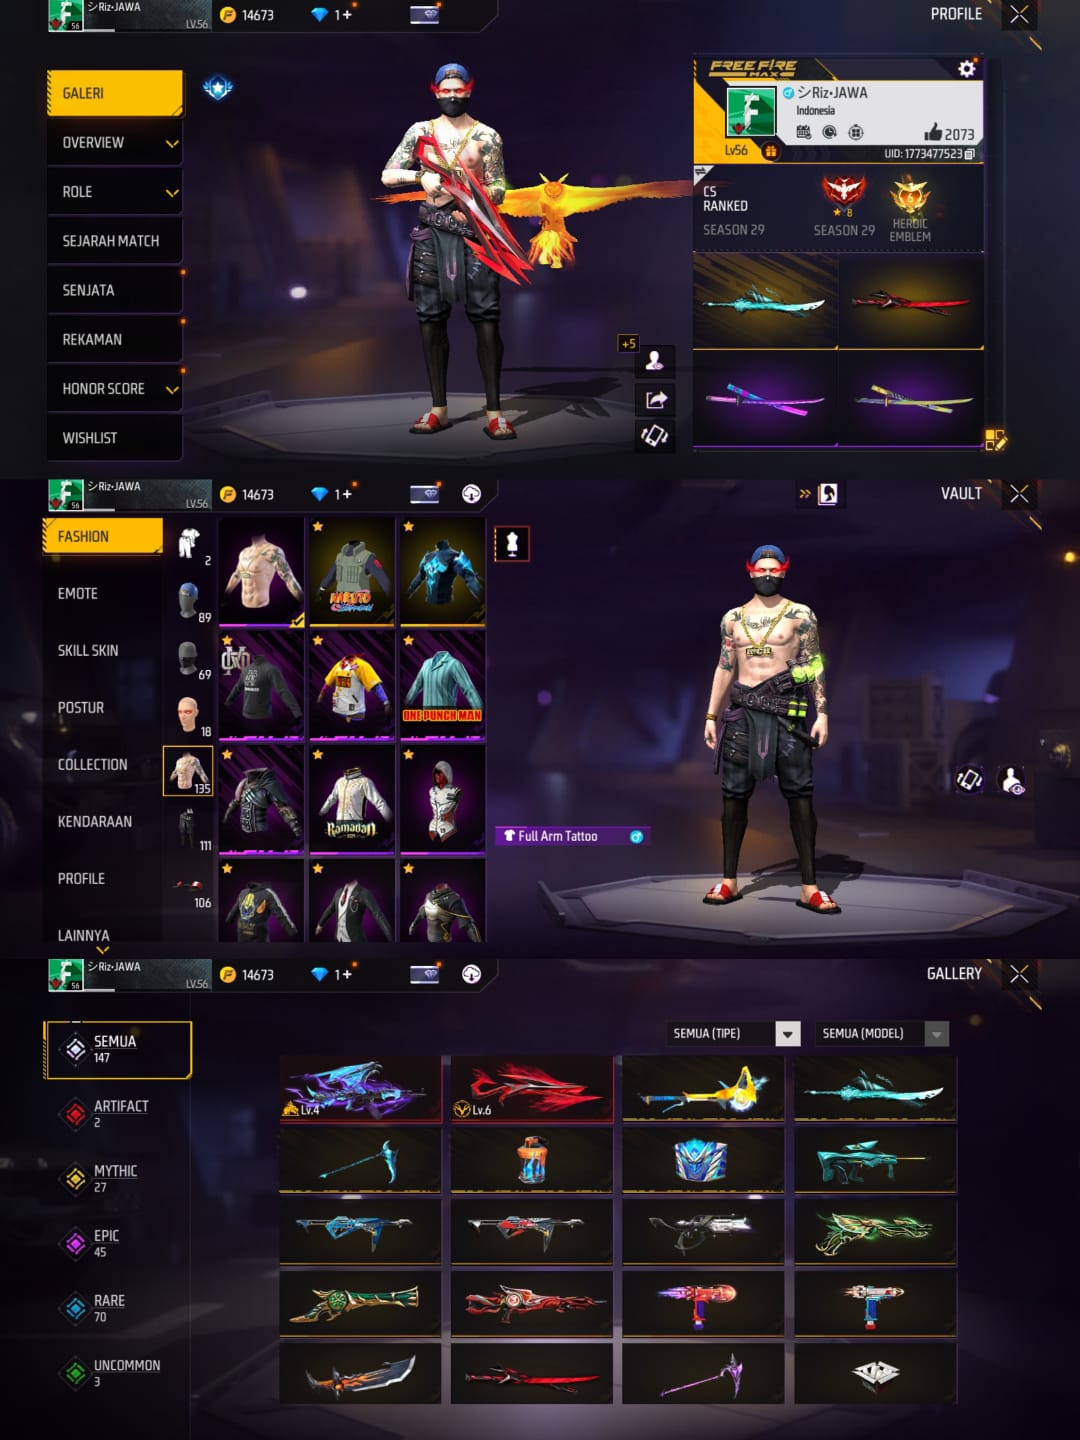 シRiz•JAWA
56
LV.56
14673
1+
PROFILE
GALERI
OVERVIEW
ROLE
SEJARAH MATCH
SENJATA
REKAMAN
HONOR SCORE
WISHLIST
+5
FREE FIRE
MAX
シRiz•JAWA
Indonesia
2073
Lv56
UID: 1773477523
CS
RANKED
SEASON 29
8
SEASON 29
6
HEROIC
EMBLEM
シRiz•JAWA
56
LV.56
14673
1+
VAULT
FASHION
EMOTE
SKILL SKIN
POSTUR
COLLECTION
KENDARAAN
PROFILE
LAINNYA
2
89
69
18
135
111
106
NARUTO
SHIPPUDEN
ONE PUNCH MAN
Ramadan
Full Arm Tattoo
シRiz•JAWA
56
LV.56
14673
1+
GALLERY
SEMUA (TIPE)
SEMUA (MODEL)
SEMUA
147
ARTIFACT
2
MYTHIC
27
EPIC
45
RARE
70
UNCOMMON
3
Lv.4
Lv.6